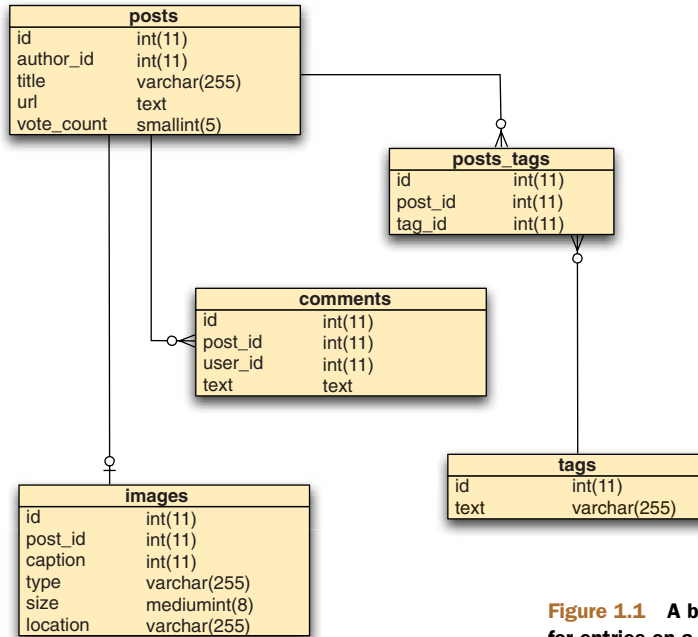 posts
id int(11)
author_id int(11)
title varchar(255)
url text
vote_count smallint(5)
posts_tags
id int(11)
post_id int(11)
tag_id int(11)
comments
id int(11)
post_id int(11)
user_id int(11)
text text
tags
id int(11)
text varchar(255)
images
id int(11)
post_id int(11)
caption int(11)
type varchar(255)
size mediumint(8)
location varchar(255)
Figure 1.1 A b